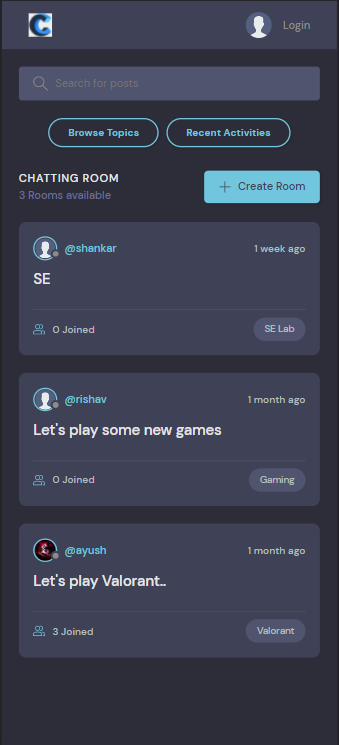 C
Login
Search for posts
Browse Topics
Recent Activities
CHATTING ROOM
3 Rooms available
Create Room
@shankar
1 week ago
SE
0 Joined
SE Lab
@rishav
1 month ago
Let's play some new games
0 Joined
Gaming
@ayush
1 month ago
Let's play Valorant..
3 Joined
Valorant